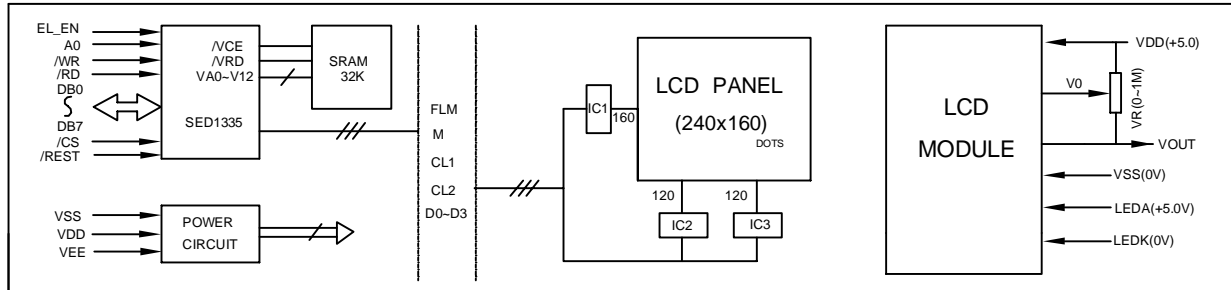 EL_EN
A0
/WR
/RD
DB0
DB7
/CS
/REST
SED1335
/VCE
/VRD
VA0~V12
SRAM
32K
VSS
VDD
VEE
POWER
CIRCUIT
FLM
M
CL1
CL2
D0~D3
IC1
160
LCD PANEL
(240x160)
DOTS
120
120
IC2
IC3
LCD
MODULE
VDD(+5.0)
V0
VR(0~1M)
VOUT
VSS(0V)
LEDA(+5.0V)
LEDK(0V)